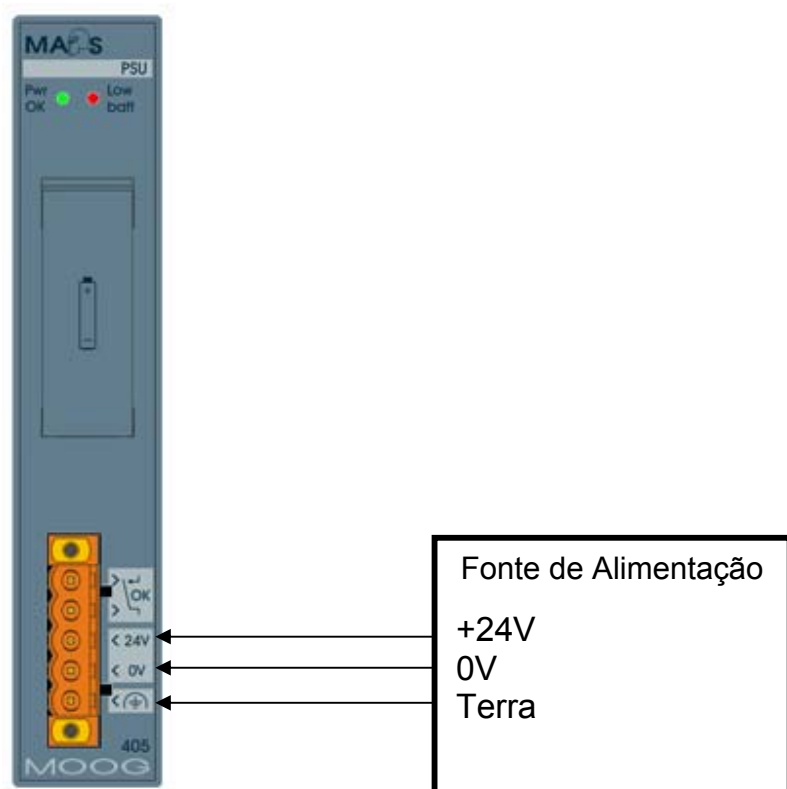 MACS
PSU
Pwr OK
Low batt
OK
< 24V
< 0V
405
MOOG
Fonte de Alimentação
+24V
0V
Terra